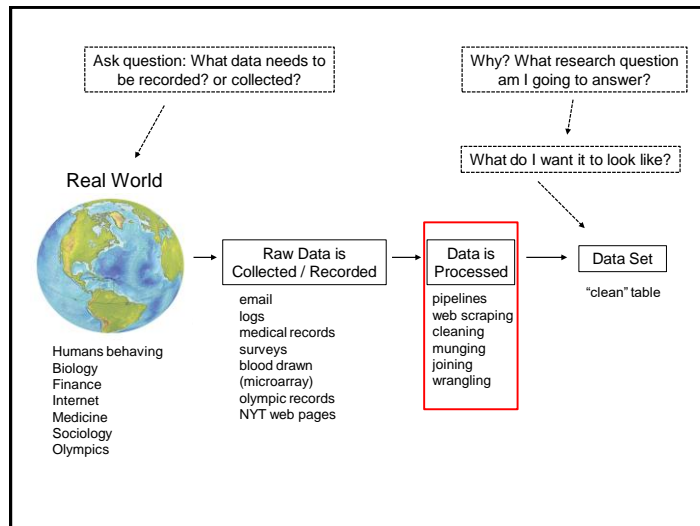 Ask question: What data needs to
be recorded? or collected?
Why? What research question
am I going to answer?
What do I want it to look like?
Real World
Raw Data is
Collected / Recorded
Data is
Processed
Data Set
email
logs
medical records
surveys
blood drawn
(microarray)
olympic records
NYT web pages
pipelines
web scraping
cleaning
munging
joining
wrangling
“clean” table
Humans behaving
Biology
Finance
Internet
Medicine
Sociology
Olympics